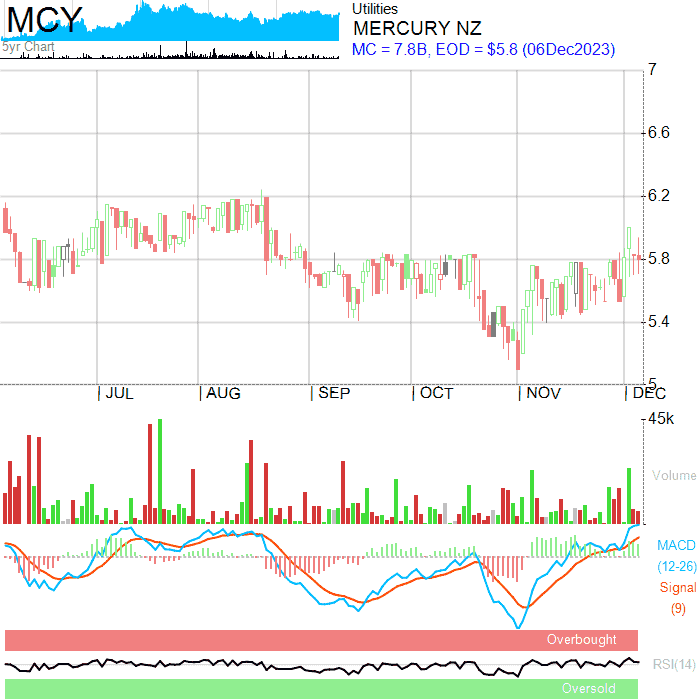 MCY
5yr Chart
Utilities
MERCURY NZ
MC = 7.8B, EOD = $5.8 (06Dec2023)
7
6.6
6.2
5.8
5.4
5
JUL AUG SEP OCT NOV DEC
45k
Volume
MACD
(12-26)
Signal
(9)
Overbought
RSI(14)
Oversold